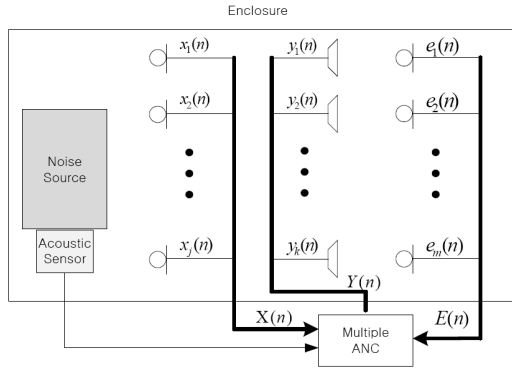 Enclosure
x₁(n)
y₁(n)
e₁(n)
x₂(n)
y₂(n)
e₂(n)
Noise
Source
Acoustic
Sensor
xⱼ(n)
yₖ(n)
eₘ(n)
Y(n)
X(n)
E(n)
Multiple
ANC